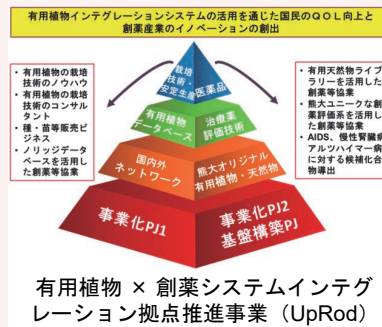 有用植物インテグレーションシステムの活用を通じた国民のQOL向上と
創薬産業のイノベーションの創出
• 有用植物の栽培
技術のノウハウ
• 有用植物の栽培
技術のコンサル
タント
• 種・苗等販売ビ
ジネス
• ノリッジデータ
ベースを活用し
た創薬等協業
栽培
技術・
安定生産
医薬品
有用植物
データベース
治療薬
評価技術
国内外
ネットワーク
熊大オリジナル
有用植物・天然物
事業化PJ1
事業化PJ2
基盤構築PJ
• 有用天然物ライブ
ラリーを活用した
創薬等協業
• 熊大ユニークな創
薬評価系を活用し
た創薬等協業
• AIDS、慢性腎臓病
アルツハイマー病
に対する候補化合
物導出
有用植物 × 創薬システムインテグ
レーション拠点推進事業（UpRod）